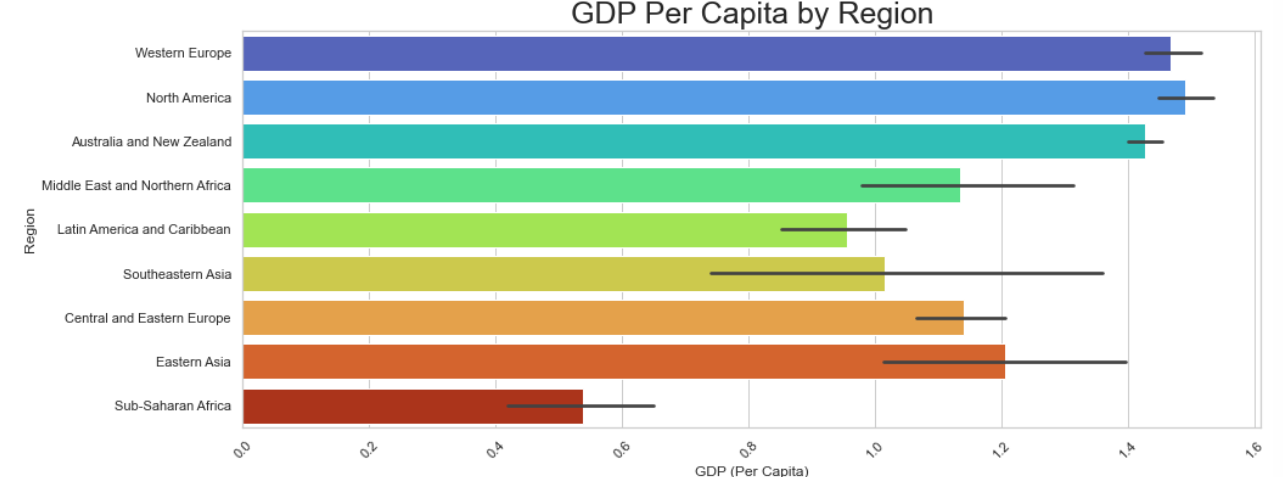 GDP Per Capita by Region
Western Europe
North America
Australia and New Zealand
Middle East and Northern Africa
Latin America and Caribbean
Southeastern Asia
Central and Eastern Europe
Eastern Asia
Sub-Saharan Africa
Region
0.0 0.2 0.4 0.6 0.8 1.0 1.2 1.4 1.6
GDP (Per Capita)